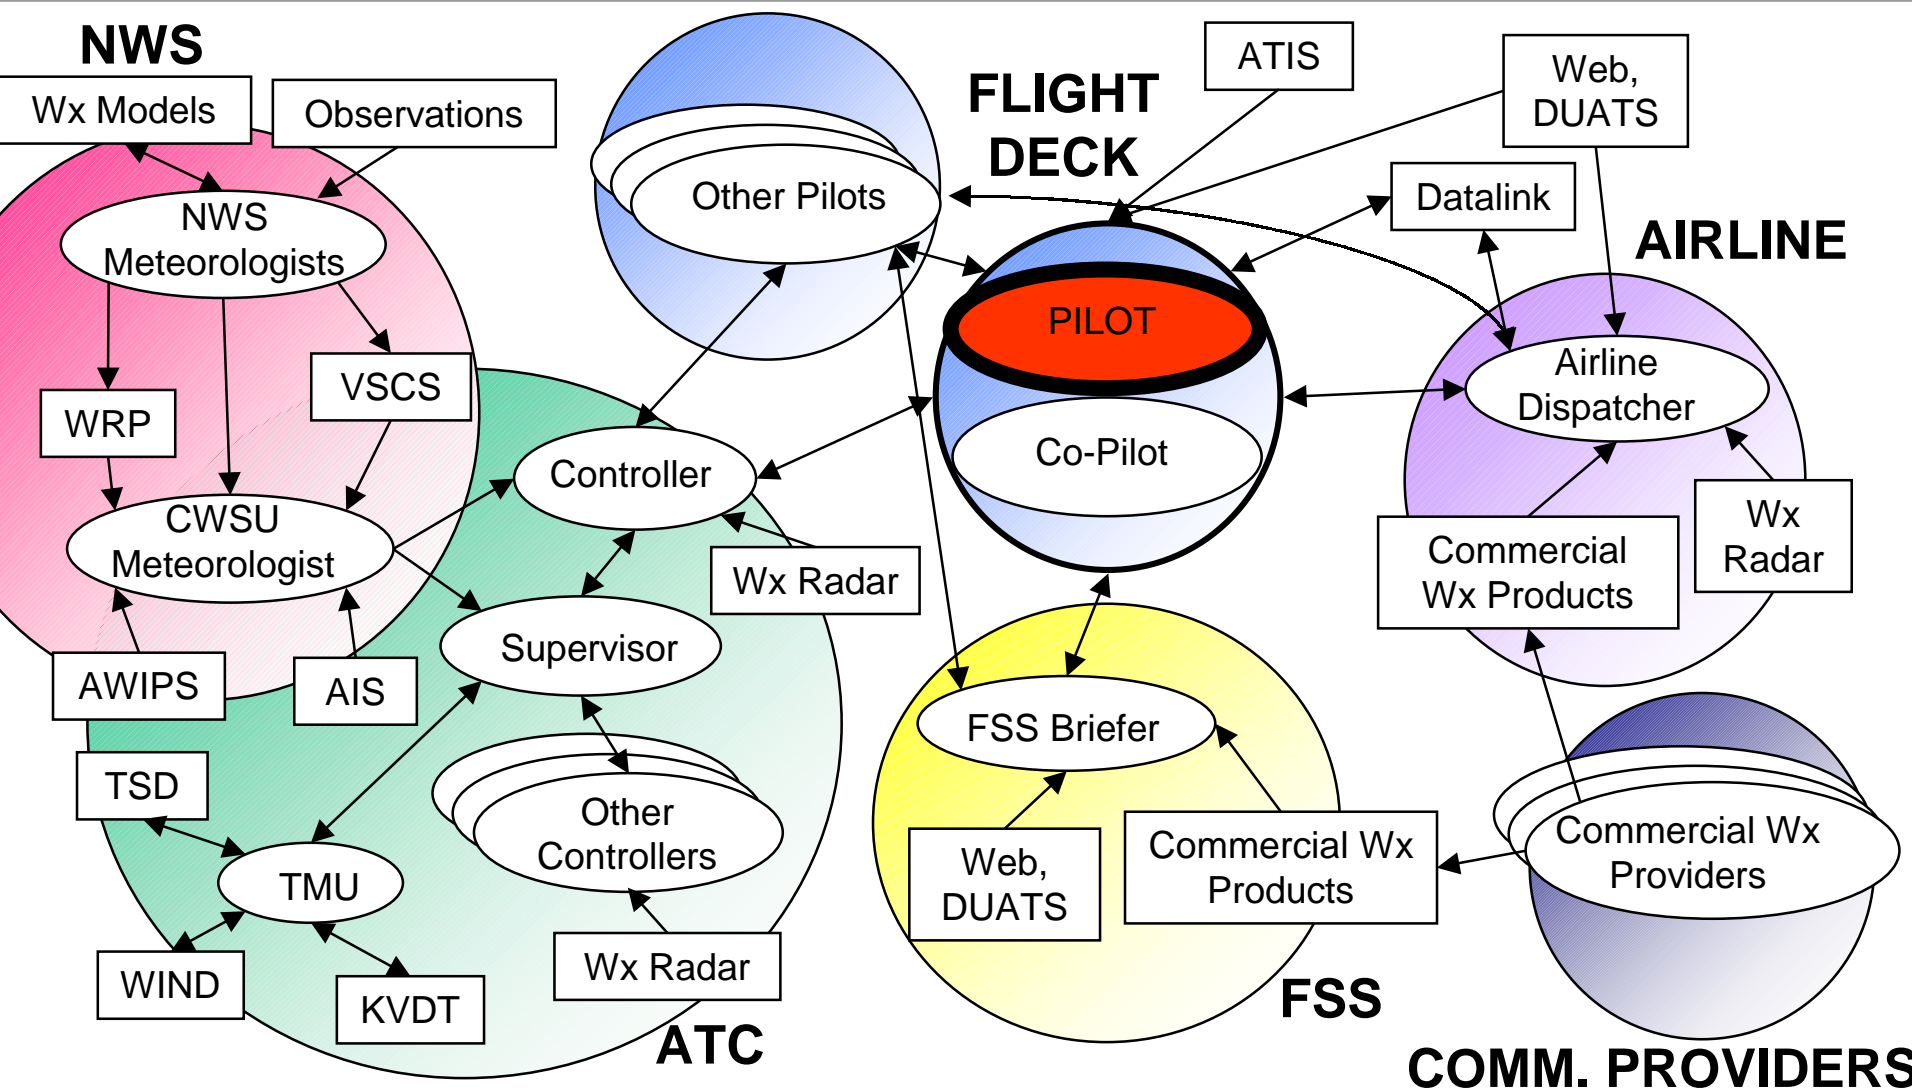 NWS
Wx Models
Observations
NWS
Meteorologists
WRP
VSCS
CWSU
Meteorologist
AWIPS
AIS
TSD
TMU
WIND
KVDT
Controller
Wx Radar
Supervisor
Other
Controllers
Wx Radar
ATC
Other Pilots
FLIGHT
DECK
ATIS
Web,
DUATS
Datalink
PILOT
Co-Pilot
AIRLINE
Airline
Dispatcher
Commercial
Wx Products
Wx
Radar
FSS Briefer
Web,
DUATS
Commercial Wx
Products
FSS
Commercial Wx
Providers
COMM. PROVIDERS